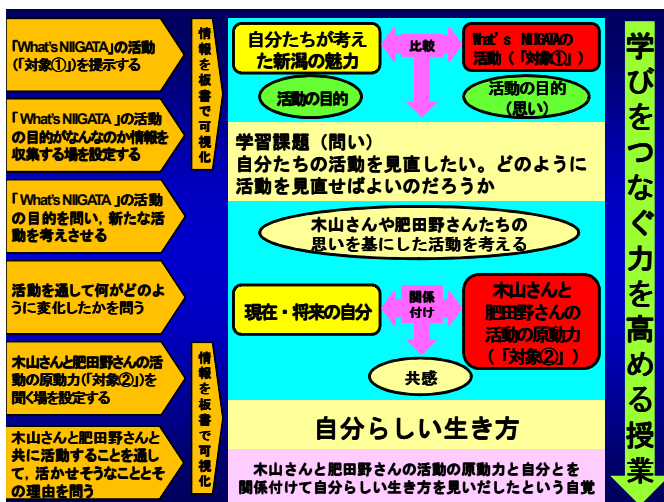 「What's NIIGATA」の活動
(「対象①」)を提示する
「What's NIIGATA」の活動
の目的がなんなのか情報を
収集する場を設定する
「What's NIIGATA」の活動
の目的を問い，新たな活
動を考えさせる
活動を通して何がどのよ
うに変化したかを問う
木山さんと肥田野さんの活
動の原動力(「対象②」)を
聞く場を設定する
木山さんと肥田野さんと
共に活動することを通し
て，活かせそうなこととそ
の理由を問う
情報を板書で可視化
情報を板書で可視化
自分たちが考え
た新潟の魅力
比較
What's NIIGATAの
活動（「対象①」）
活動の目的
活動の目的
（思い）
学習課題（問い）
自分たちの活動を見直したい。どのように
活動を見直せばよいのだろうか
木山さんや肥田野さんたちの
思いを基にした活動を考える
現在・将来の自分
関係
付け
木山さんと
肥田野さんの
活動の原動力
（「対象②」）
共感
自分らしい生き方
木山さんと肥田野さんの活動の原動力と自分とを
関係付けて自分らしい生き方を見いだしたという自覚
学びをつなぐ力を高める授業